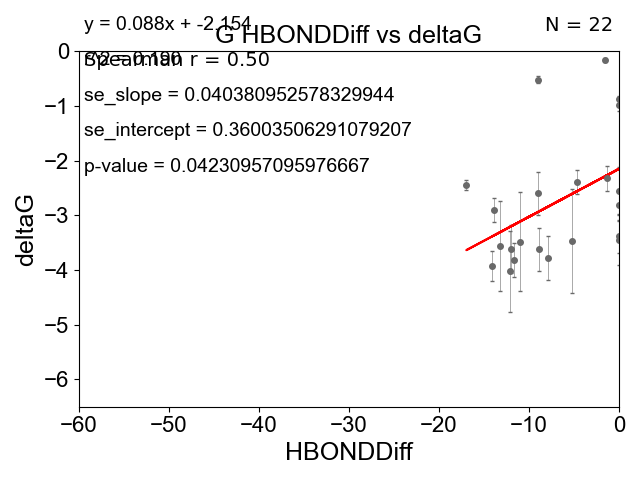 y = 0.088x + -2.154
N = 22
G HBONDDiff vs deltaG
Spearman r = 0.50
se_slope = 0.040380952578329944
se_intercept = 0.36003506291079207
p-value = 0.04230957095976667
deltaG
0
−1
−2
−3
−4
−5
−6
−60
−50
−40
−30
−20
−10
0
HBONDDiff